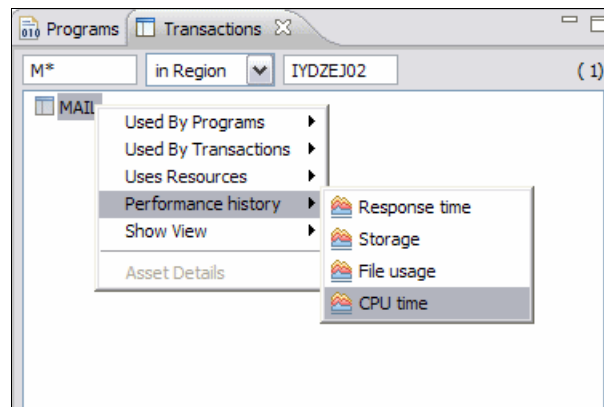 010 Programs Transactions
M* in Region IYDZEJ02 ( 1)
MAIL
Used By Programs
Used By Transactions
Uses Resources
Performance history
Show View
Asset Details
Response time
Storage
File usage
CPU time